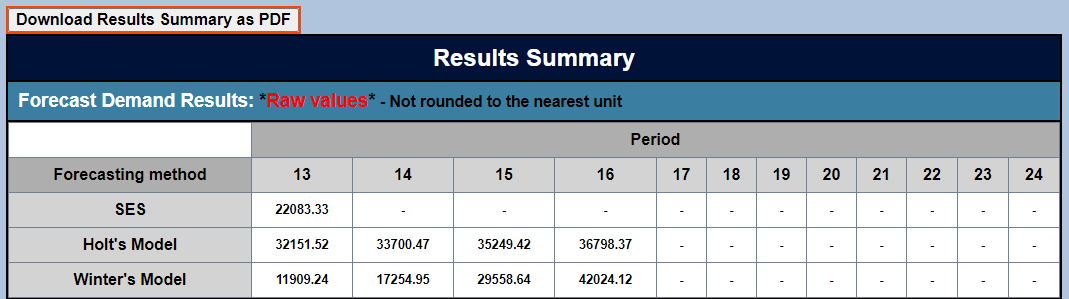 Download Results Summary as PDF
Results Summary
Forecast Demand Results: *Raw values* - Not rounded to the nearest unit
Period
Forecasting method 13 14 15 16 17 18 19 20 21 22 23 24
SES 22083.33 - - - - - - - - - - -
Holt's Model 32151.52 33700.47 35249.42 36798.37 - - - - - - - -
Winter's Model 11909.24 17254.95 29558.64 42024.12 - - - - - - - -